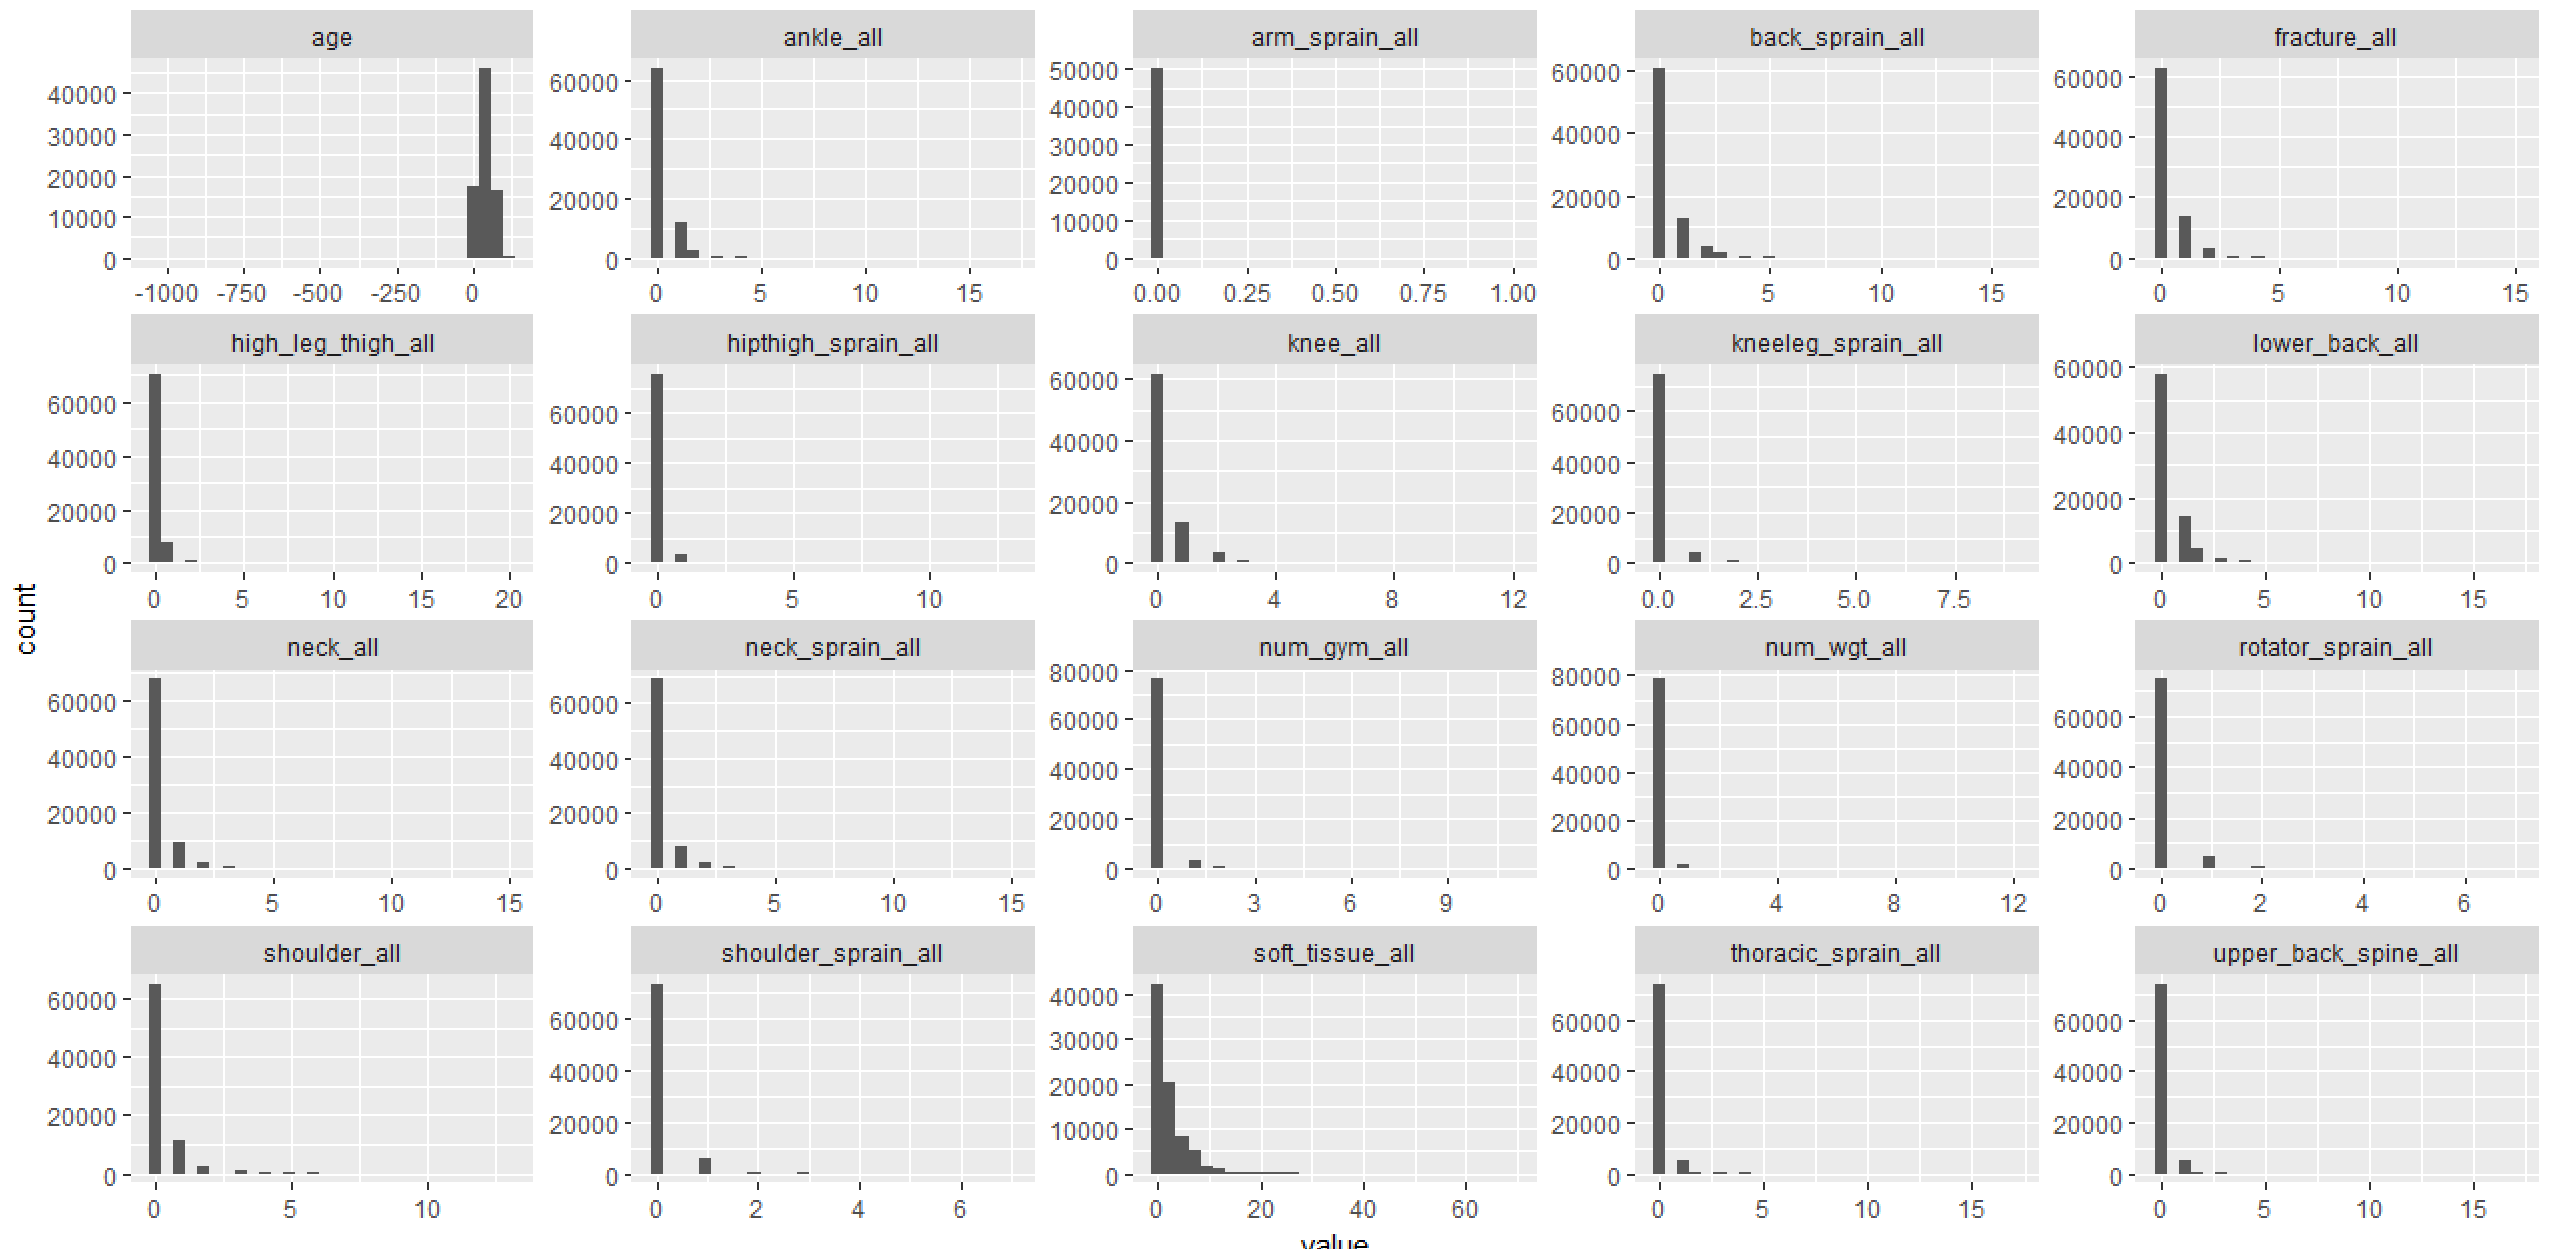 age ankle_all arm_sprain_all back_sprain_all fracture_all
40000 30000 20000 10000 0
60000 40000 20000 0
50000 40000 30000 20000 10000 0
60000 40000 20000 0
60000 40000 20000 0
-1000 -750 -500 -250 0
0 5 10 15
0.00 0.25 0.50 0.75 1.00
0 5 10 15
0 5 10 15
high_leg_thigh_all hipthigh_sprain_all knee_all kneeleg_sprain_all lower_back_all
60000 40000 20000 0
60000 40000 20000 0
60000 40000 20000 0
60000 40000 20000 0
60000 40000 20000 0
0 5 10 15 20
0 5 10
0 4 8 12
0.0 2.5 5.0 7.5
0 5 10 15
count
neck_all neck_sprain_all num_gym_all num_wgt_all rotator_sprain_all
60000 40000 20000 0
60000 40000 20000 0
80000 60000 40000 20000 0
80000 60000 40000 20000 0
60000 40000 20000 0
0 5 10 15
0 5 10 15
0 3 6 9
0 4 8 12
0 2 4 6
shoulder_all shoulder_sprain_all soft_tissue_all thoracic_sprain_all upper_back_spine_all
60000 40000 20000 0
60000 40000 20000 0
40000 30000 20000 10000 0
60000 40000 20000 0
60000 40000 20000 0
0 5 10
0 2 4 6
0 20 40 60
0 5 10 15
0 5 10 15
value